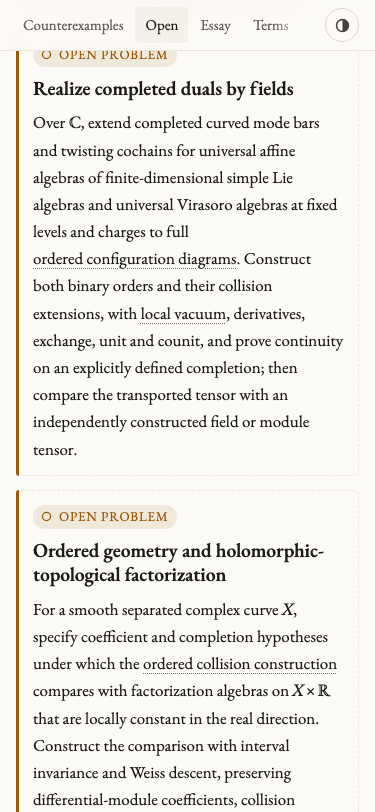 Counterexamples Open Essay Terms
OPEN PROBLEM
Realize completed duals by fields
Over ℂ, extend completed curved mode bars
and twisting cochains for universal affine
algebras of finite-dimensional simple Lie
algebras and universal Virasoro algebras at fixed
levels and charges to full
ordered configuration diagrams. Construct
both binary orders and their collision
extensions, with local vacuum, derivatives,
exchange, unit and counit, and prove continuity
on an explicitly defined completion; then
compare the transported tensor with an
independently constructed field or module
tensor.
OPEN PROBLEM
Ordered geometry and holomorphic-
topological factorization
For a smooth separated complex curve X,
specify coefficient and completion hypotheses
under which the ordered collision construction
compares with factorization algebras on X × ℝ
that are locally constant in the real direction.
Construct the comparison with interval
invariance and Weiss descent, preserving
differential-module coefficients, collision